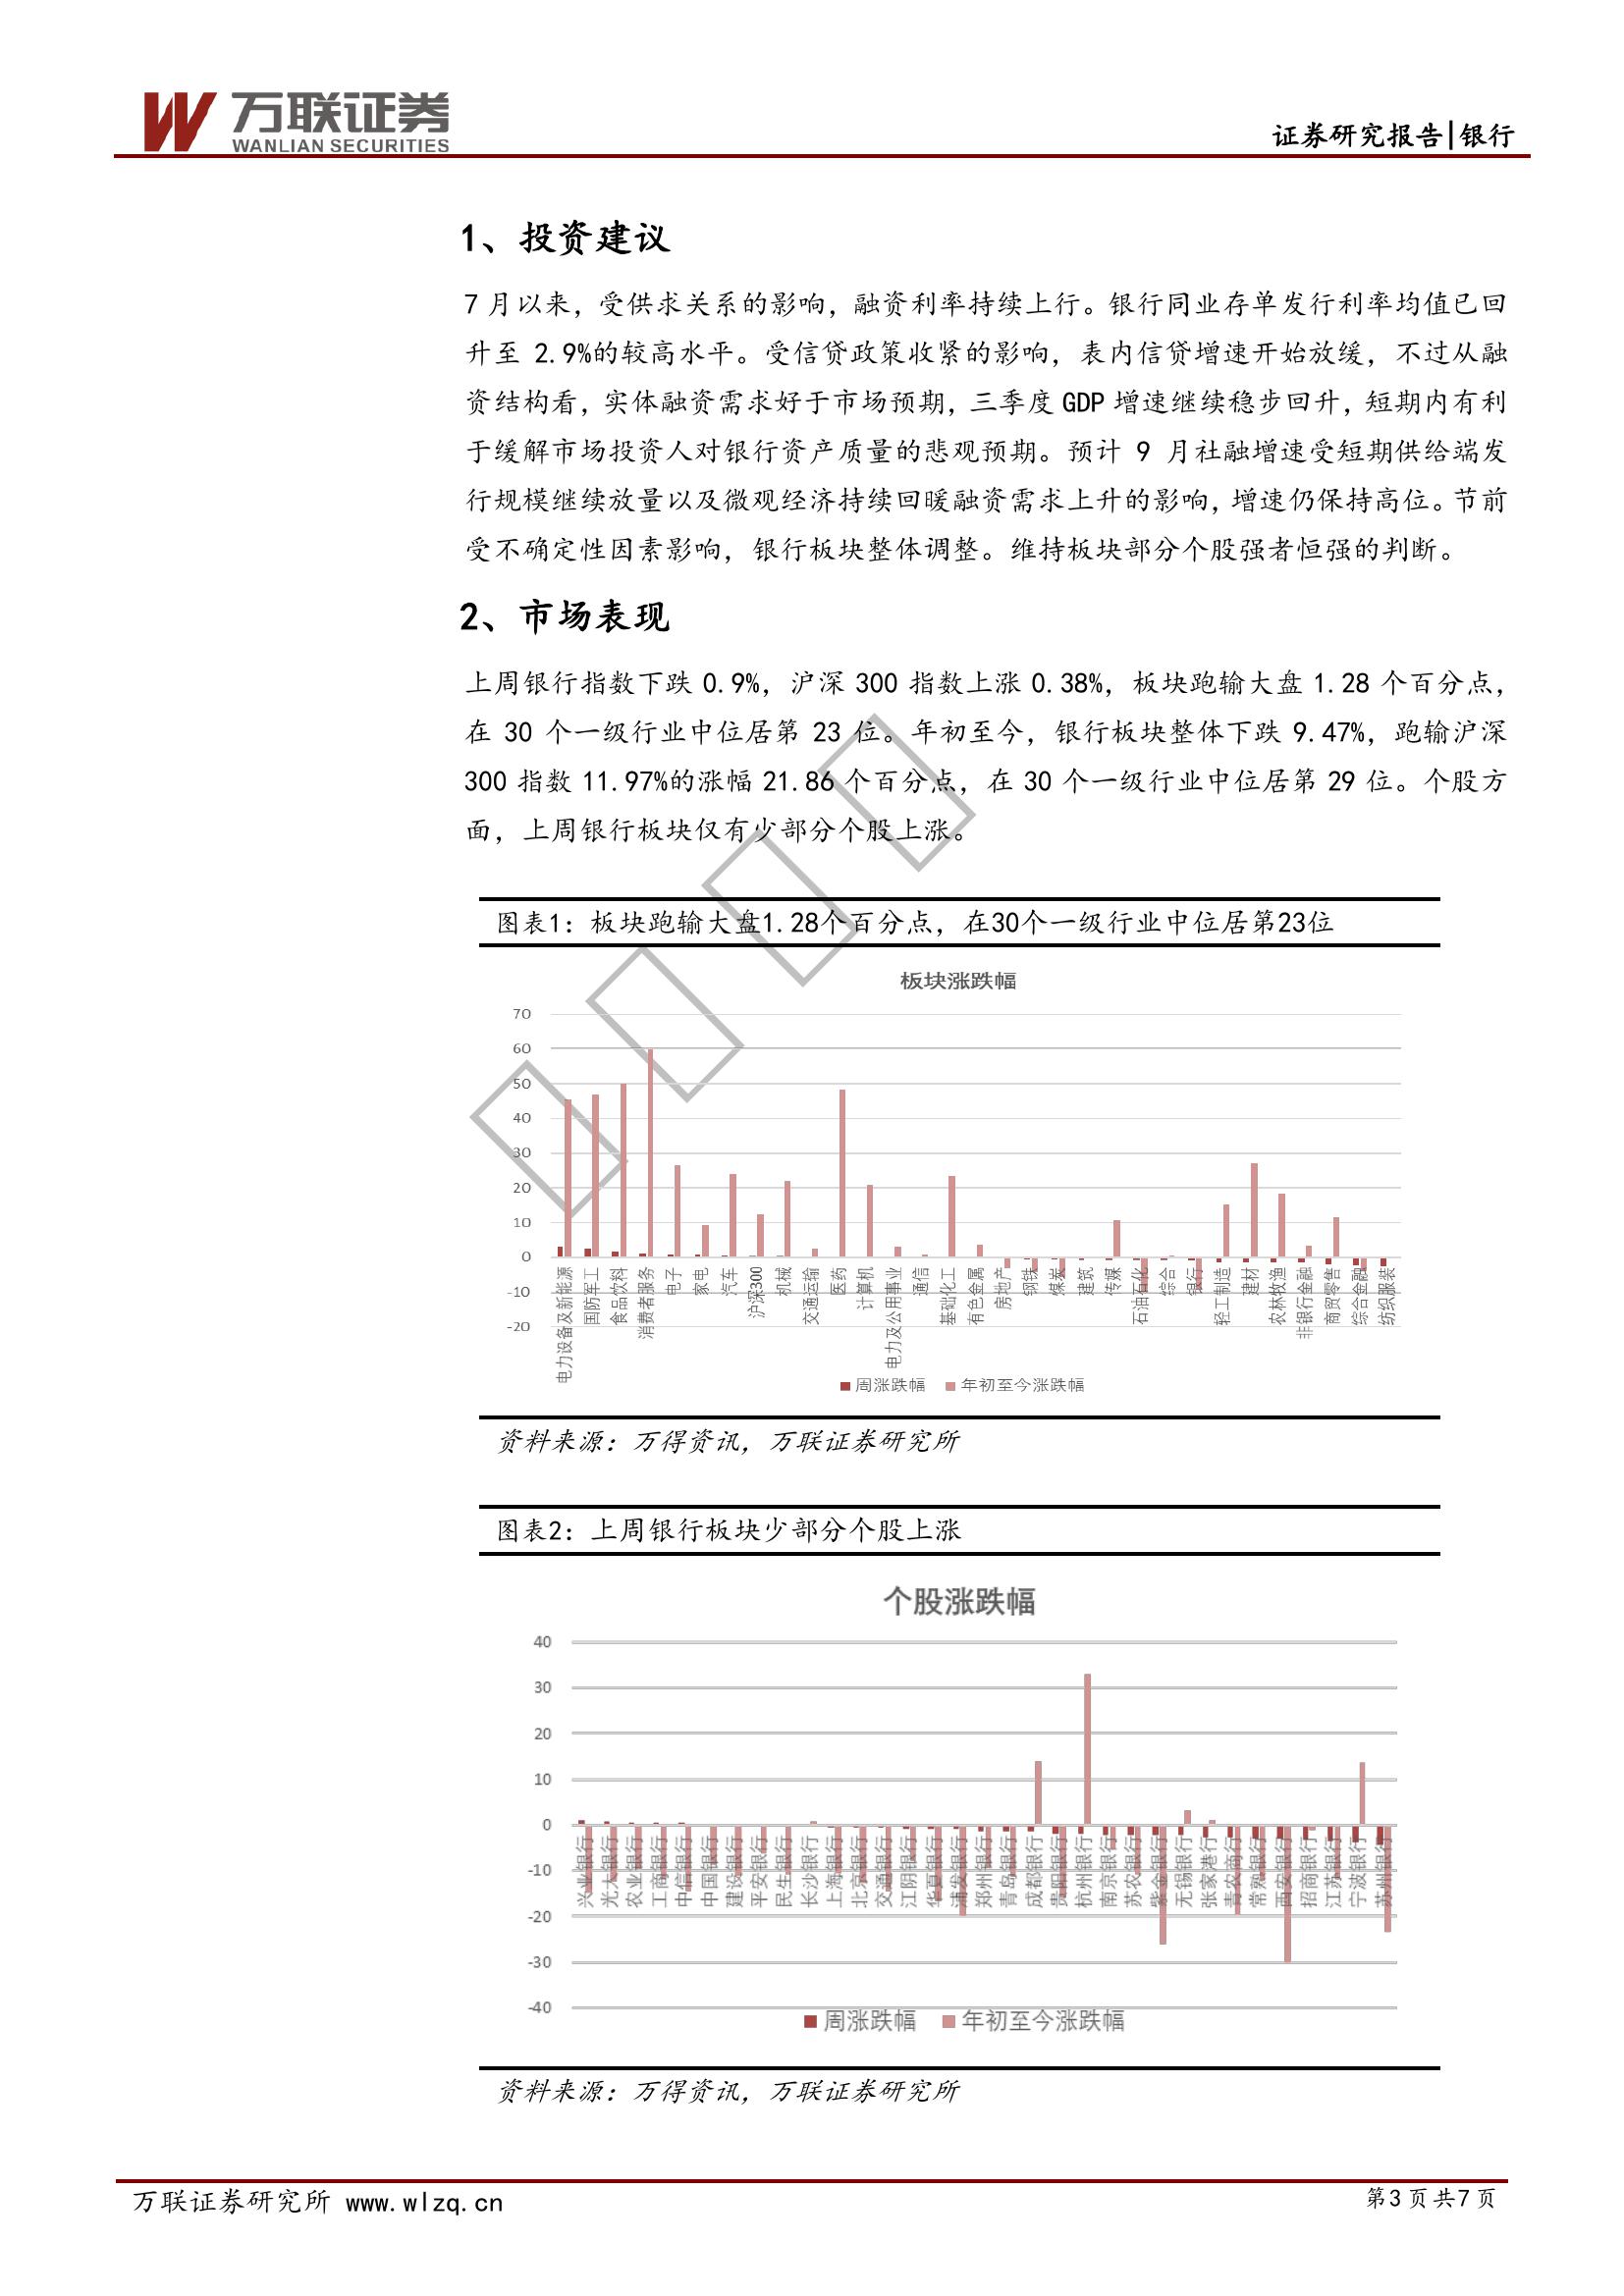 万联证券
WANLIAN SECURITIES
证券研究报告|银行
1、投资建议
7 月以来，受供求关系的影响，融资利率持续上行。银行同业存单发行利率均值已回
升至 2.9%的较高水平。受信贷政策收紧的影响，表内信贷增速开始放缓，不过从融
资结构看，实体融资需求好于市场预期，三季度 GDP 增速继续稳步回升，短期内有利
于缓解市场投资人对银行资产质量的悲观预期。预计 9 月社融增速受短期供给端发
行规模继续放量以及微观经济持续回暖融资需求上升的影响，增速仍保持高位。节前
受不确定性因素影响，银行板块整体调整。维持板块部分个股强者恒强的判断。
2、市场表现
上周银行指数下跌 0.9%，沪深 300 指数上涨 0.38%，板块跑输大盘 1.28 个百分点，
在 30 个一级行业中位居第 23 位。年初至今，银行板块整体下跌 9.47%，跑输沪深
300 指数 11.97%的涨幅 21.86 个百分点，在 30 个一级行业中位居第 29 位。个股方
面，上周银行板块仅有少部分个股上涨。
图表1：板块跑输大盘1.28个百分点，在30个一级行业中位居第23位
板块涨跌幅
70
60
50
40
30
20
10
0
-10
-20
电力设备及新能源
国防军工
食品饮料
消费者服务
电子
家电
汽车
沪深300
机械
交通运输
医药
计算机
电力及公用事业
通信
基础化工
有色金属
房地产
钢铁
煤炭
建筑
传媒
石油石化
综合
银行
轻工制造
建材
农林牧渔
非银行金融
商贸零售
综合金融
纺织服装
周涨跌幅
年初至今涨跌幅
资料来源：万得资讯，万联证券研究所
图表2：上周银行板块少部分个股上涨
个股涨跌幅
40
30
20
10
0
-10
-20
-30
-40
兴业银行
光大银行
农业银行
工商银行
中信银行
中国银行
建设银行
平安银行
民生银行
长沙银行
上海银行
北京银行
交通银行
江阴银行
华夏银行
浦发银行
郑州银行
青岛银行
成都银行
贵阳银行
杭州银行
南京银行
苏农银行
紫金银行
无锡银行
张家港行
青农商行
常熟银行
西安银行
招商银行
江苏银行
宁波银行
苏州银行
周涨跌幅
年初至今涨跌幅
资料来源：万得资讯，万联证券研究所
万联证券研究所 www.wlzq.cn
第3页共7页